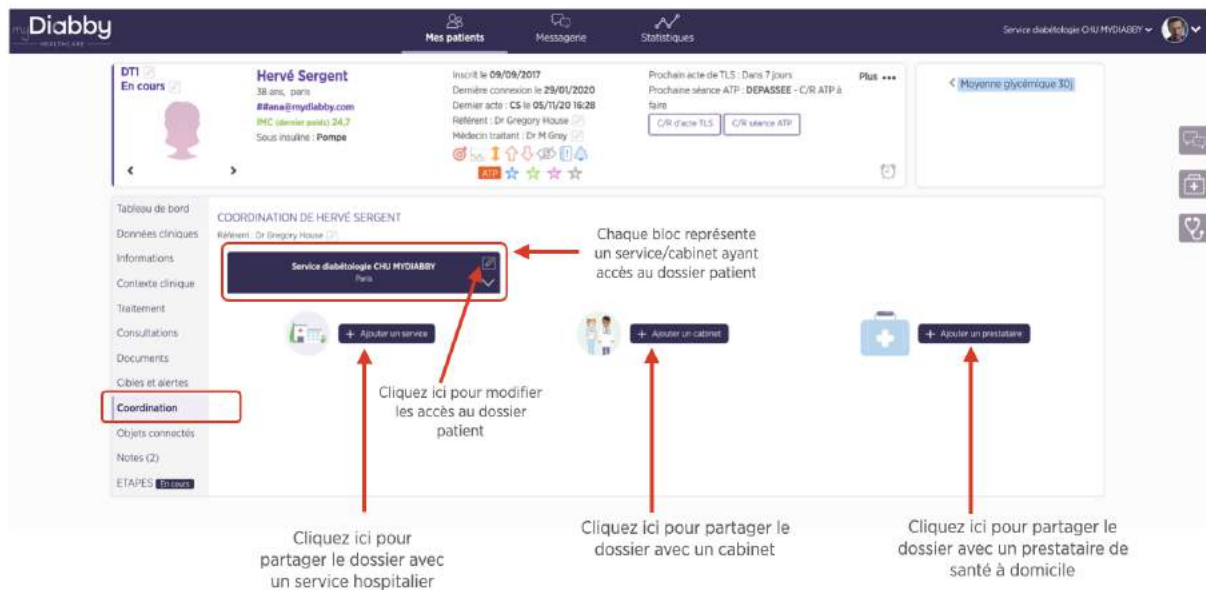 myDiabby
HEALTHCARE
Mes patients
Messagerie
Statistiques
Service diabétologie CHU MYDIABBY
DT1
En cours
Hervé Sergent
38 ans, paris
##ana@mydiabby.com
IMC (dernier poids) 24,7
Sous insuline : Pompe
Inscrit le 09/09/2017
Dernière connexion le 29/01/2020
Dernier acte : CS le 05/11/20 16:28
Référent : Dr Gregory House
Médecin traitant : Dr M Grey
ATP
Prochain acte de TLS : Dans 7 jours
Prochaine séance ATP : DEPASSEE - C/R ATP à
faire
C/R d'acte TLS
C/R séance ATP
Plus •••
Moyenne glycémique 30j
Tableau de bord
Données cliniques
Informations
Contexte clinique
Traitement
Consultations
Documents
Cibles et alertes
Coordination
Objets connectés
Notes (2)
ETAPES En cours
COORDINATION DE HERVÉ SERGENT
Référent : Dr Gregory House
Service diabétologie CHU MYDIABBY
Paris
Chaque bloc représente
un service/cabinet ayant
accès au dossier patient
+ Ajouter un service
+ Ajouter un cabinet
+ Ajouter un prestataire
Cliquez ici pour modifier
les accès au dossier
patient
Cliquez ici pour
partager le dossier avec
un service hospitalier
Cliquez ici pour partager le
dossier avec un cabinet
Cliquez ici pour partager le
dossier avec un prestataire de
santé à domicile